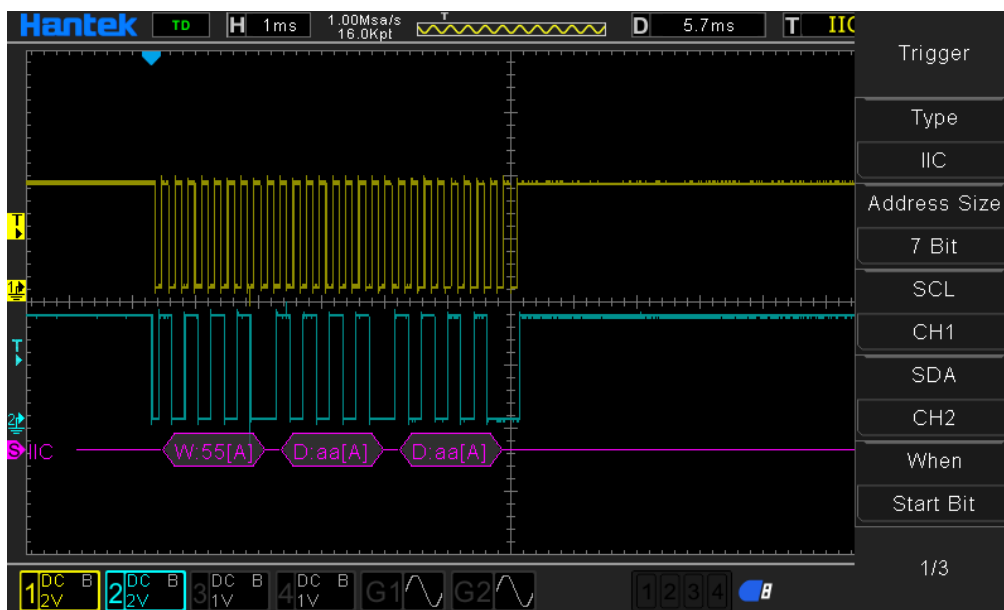 Hantek TD H 1ms 1.00Msa/s 16.0Kpt T D 5.7ms T IIC
Trigger
Type
IIC
Address Size
7 Bit
SCL
CH1
SDA
CH2
When
Start Bit
1/3
T
1
T
2
S IIC W:55[A] D:aa[A] D:aa[A]
1 DC B 2V 2 DC B 2V 3 DC B 1V 4 DC B 1V G1 G2 1 2 3 4